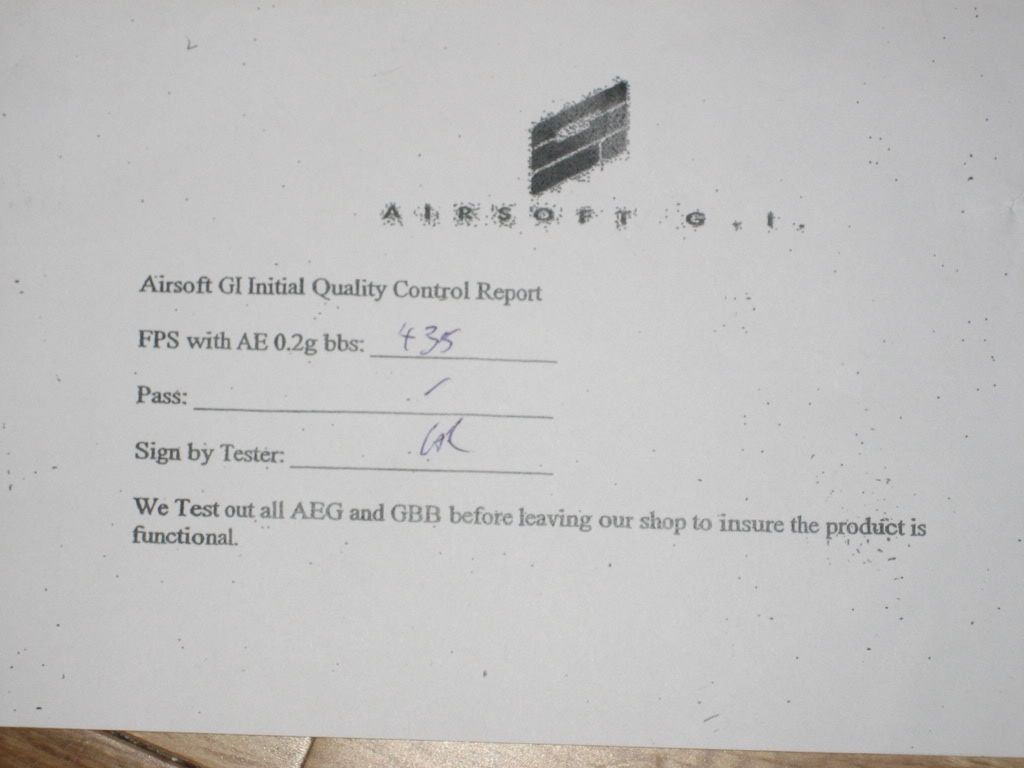 AIRSOFT G.I.
Airsoft GI Initial Quality Control Report
FPS with AE 0.2g bbs: 435
Pass:
Sign by Tester:
We Test out all AEG and GBB before leaving our shop to insure the product is
functional.